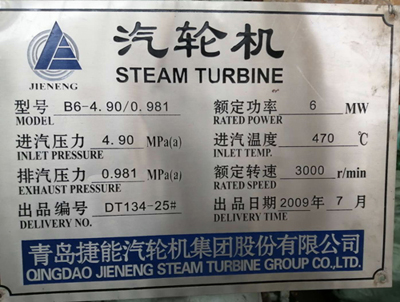 汽轮机
JIENENG
STEAM TURBINE
型号 B6-4.90/0.981 额定功率 6 MW
MODEL RATED POWER
进汽压力 4.90 MPa(a) 进汽温度 470 ℃
INLET PRESSURE INLET TEMP.
排汽压力 0.981 MPa(a) 额定转速 3000 r/min
EXHAUST PRESSURE RATED SPEED
出品编号 DT134-25# 出品日期 2009年 7 月
DELIVERY NO. DELIVERY TIME
青岛捷能汽轮机集团股份有限公司
QINGDAO JIENENG STEAM TURBINE GROUP CO.,LTD.